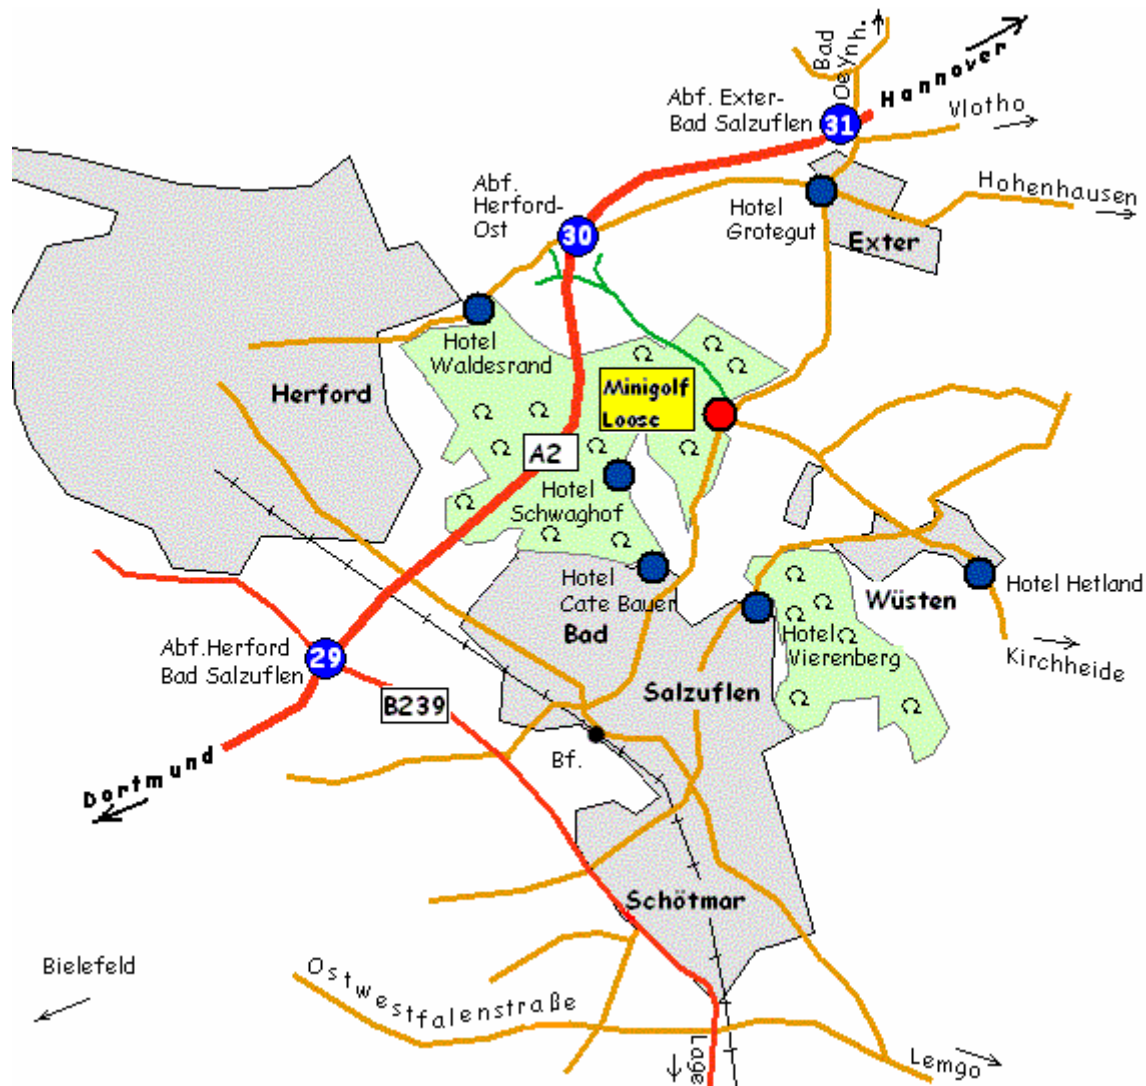 Bad
Oeynh.
Hannover
Abf. Exter-
Bad Salzuflen
31
Vlotho
Abf.
Herford-
Ost
30
Hotel
Grotegut
Hohenhausen
Exter
Hotel
Waldesrand
Herford
Minigolf
Loose
A2
Hotel
Schwaghof
Hotel
Cate Bauer
Bad
Salzuflen
Wüsten
Hotel Hetland
Hotel
Vierenberg
Kirchheide
Abf.Herford
Bad Salzuflen
29
B239
Dortmund
Bf.
Schötmar
Bielefeld
Ostwestfalenstraße
Lage
Lemgo